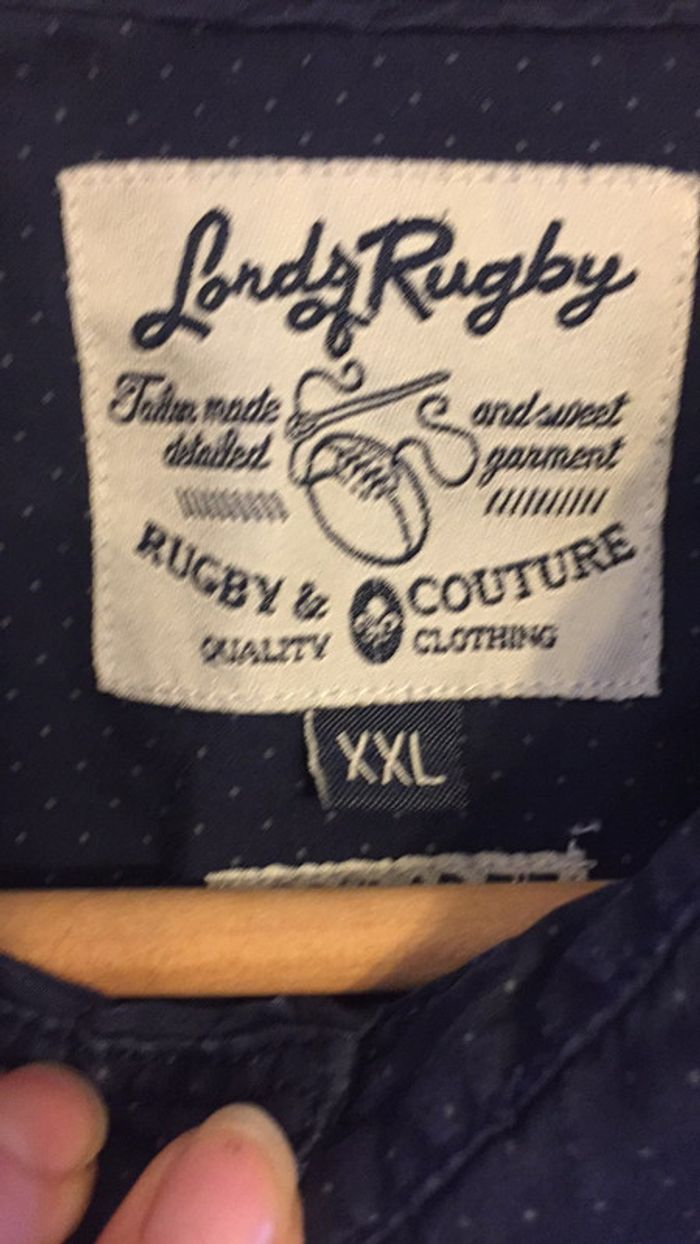 Lords of Rugby
Tailor made and sweet
detailed garment
RUGBY & COUTURE
QUALITY CLOTHING
XXL